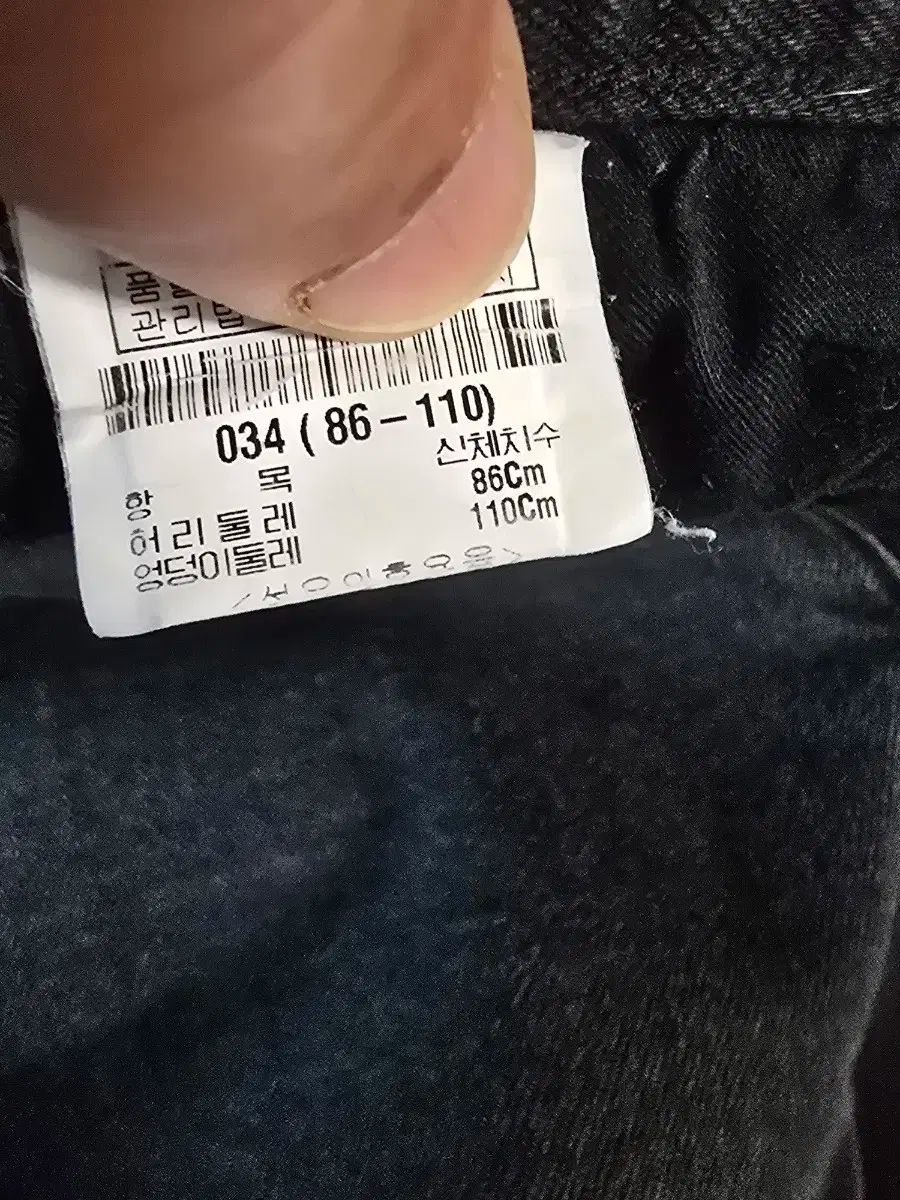 관리
034 ( 86 – 110)
항 목 신체치수
허리둘레 86Cm
엉덩이둘레 110Cm